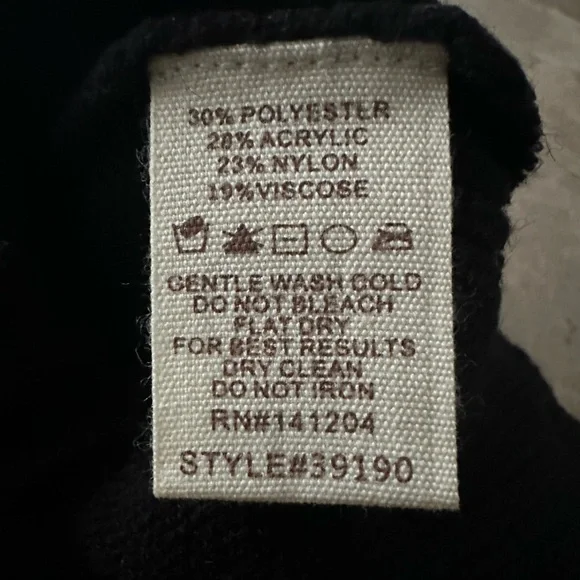 30% POLYESTER
28% ACRYLIC
23% NYLON
19% VISCOSE
GENTLE WASH COLD
DO NOT BLEACH
FLAT DRY
FOR BEST RESULTS
DRY CLEAN
DO NOT IRON
RN#141204
STYLE#39190